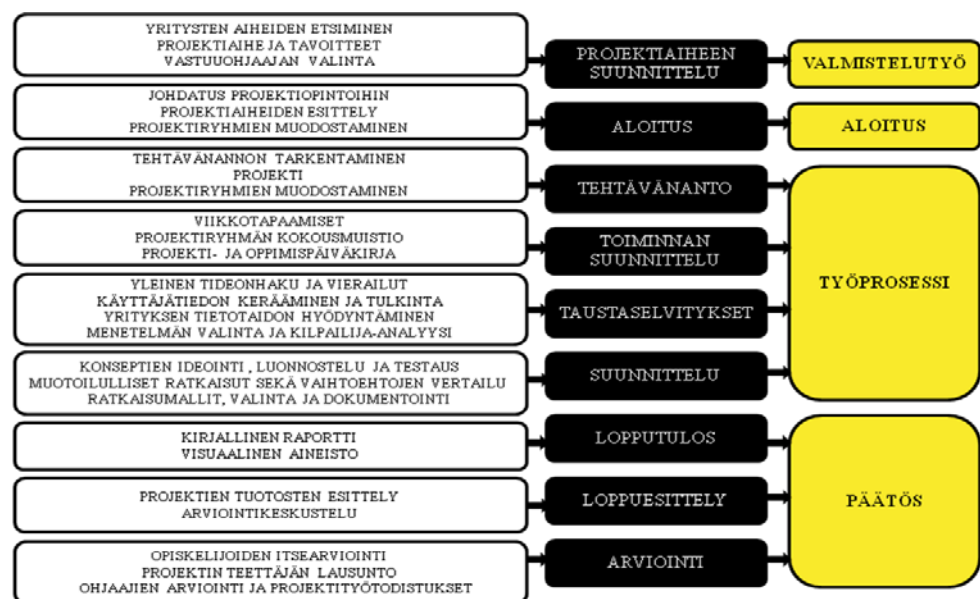 YRITYSTEN AIHEIDEN ETSIMINEN
PROJEKTIAIHE JA TAVOITTEET
VASTUUOHJAAJAN VALINTA
PROJEKTIAIHEEN
SUUNNITTELU
VALMISTELUTYÖ
JOHDATUS PROJEKTIOPINTOIHIN
PROJEKTIAIHEIDEN ESITTELY
PROJEKTIRYHMIEN MUODOSTAMINEN
ALOITUS
ALOITUS
TEHTÄVÄNANNON TARKENTAMINEN
PROJEKTI
PROJEKTIRYHMIEN MUODOSTAMINEN
TEHTÄVÄNANTO
VIIKKOTAPAAMISET
PROJEKTIRYHMÄN KOKOUSMUISTIO
PROJEKTI- JA OPPIMISPÄIVÄKIRJA
TOIMINNAN
SUUNNITTELU
TYÖPROSESSI
YLEINEN TIDEONHAKU JA VIERAILUT
KÄYTTÄJÄTIEDON KERÄÄMINEN JA TULKINTA
YRITYKSEN TIETOTAIDON HYÖDYNTÄMINEN
MENETELMÄN VALINTA JA KILPAILIJA-ANALYYSI
TAUSTASELVITYKSET
KONSEPTIEN IDEOINTI, LUONNOSTELU JA TESTAUS
MUOTOILULLISET RATKAISUT SEKÄ VAIHTOEHTOJEN VERTAILU
RATKAISUMALLIT, VALINTA JA DOKUMENTOINTI
SUUNNITTELU
KIRJALLINEN RAPORTTI
VISUAALINEN AINEISTO
LOPPUTULOS
PROJEKTIEN TUOTOSTEN ESITTELY
ARVIOINTIKESKUSTELU
LOPPUESITTELY
PÄÄTÖS
OPISKELIJOIDEN ITSEARVIOINTI
PROJEKTIN TEETTÄJÄN LAUSUNTO
OHJAAJIEN ARVIOINTI JA PROJEKTITYÖTODISTUKSET
ARVIOINTI